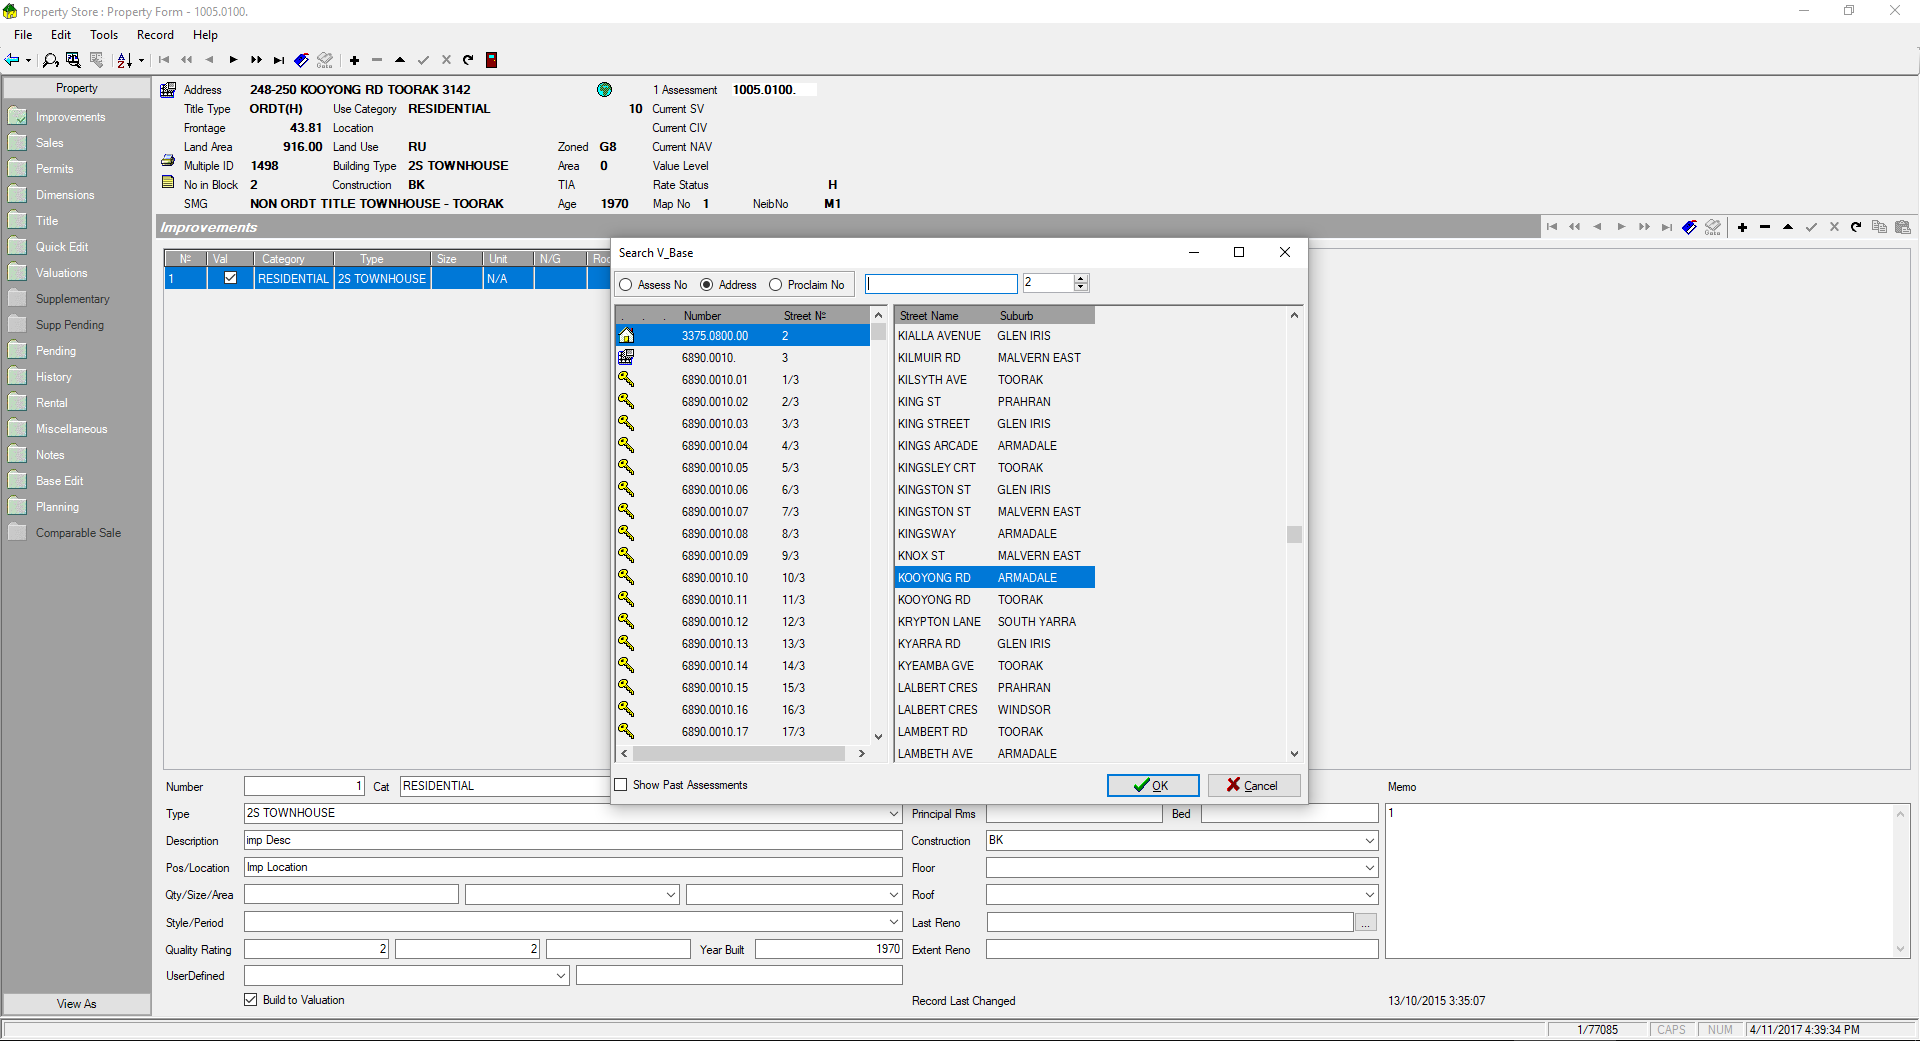 Property Store : Property Form - 1005.0100.
File Edit Tools Record Help
Property
Improvements
Sales
Permits
Dimensions
Title
Quick Edit
Valuations
Supplementary
Supp Pending
Pending
History
Rental
Miscellaneous
Notes
Base Edit
Planning
Comparable Sale
View As
Address 248-250 KOOYONG RD TOORAK 3142 1 Assessment 1005.0100.
Title Type ORDT(H) Use Category RESIDENTIAL 10 Current SV
Frontage 43.81 Location Current CIV
Land Area 916.00 Land Use RU Zoned G8 Current NAV
Multiple ID 1498 Building Type 2S TOWNHOUSE Area 0 Value Level
No in Block 2 Construction BK TIA Rate Status H
SMG NON ORDT TITLE TOWNHOUSE - TOORAK Age 1970 Map No 1 NeibNo M1
Improvements
Nº Val Category Type Size Unit N/G Roo
1 RESIDENTIAL 2S TOWNHOUSE N/A
Search V_Base
Assess No Address Proclaim No 2
. . . Number Street Nº
3375.0800.00 2
6890.0010. 3
6890.0010.01 1/3
6890.0010.02 2/3
6890.0010.03 3/3
6890.0010.04 4/3
6890.0010.05 5/3
6890.0010.06 6/3
6890.0010.07 7/3
6890.0010.08 8/3
6890.0010.09 9/3
6890.0010.10 10/3
6890.0010.11 11/3
6890.0010.12 12/3
6890.0010.13 13/3
6890.0010.14 14/3
6890.0010.15 15/3
6890.0010.16 16/3
6890.0010.17 17/3
Street Name Suburb
KIALLA AVENUE GLEN IRIS
KILMUIR RD MALVERN EAST
KILSYTH AVE TOORAK
KING ST PRAHRAN
KING STREET GLEN IRIS
KINGS ARCADE ARMADALE
KINGSLEY CRT TOORAK
KINGSTON ST GLEN IRIS
KINGSTON ST MALVERN EAST
KINGSWAY ARMADALE
KNOX ST MALVERN EAST
KOOYONG RD ARMADALE
KOOYONG RD TOORAK
KRYPTON LANE SOUTH YARRA
KYARRA RD GLEN IRIS
KYEAMBA GVE TOORAK
LALBERT CRES PRAHRAN
LALBERT CRES WINDSOR
LAMBERT RD TOORAK
LAMBETH AVE ARMADALE
Show Past Assessments OK Cancel
Number 1 Cat RESIDENTIAL Memo
Type 2S TOWNHOUSE Principal Rms Bed 1
Description imp Desc Construction BK
Pos/Location Imp Location Floor
Qty/Size/Area Roof
Style/Period Last Reno ...
Quality Rating 2 2 Year Built 1970 Extent Reno
UserDefined
Build to Valuation Record Last Changed 13/10/2015 3:35:07
1/77085 CAPS NUM 4/11/2017 4:39:34 PM